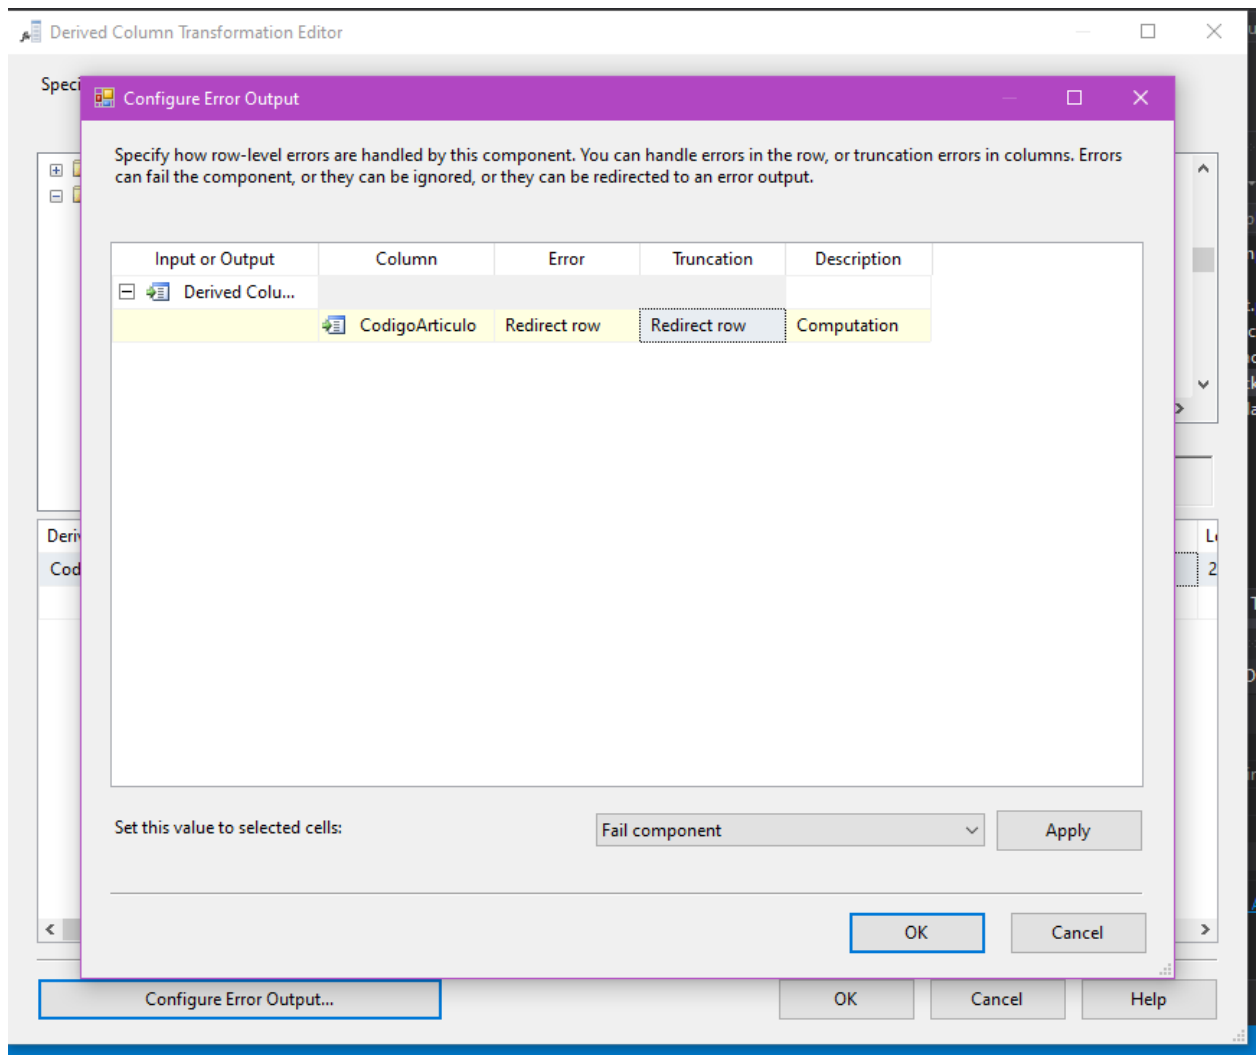 Derived Column Transformation Editor
Speci
Configure Error Output
Specify how row-level errors are handled by this component. You can handle errors in the row, or truncation errors in columns. Errors
can fail the component, or they can be ignored, or they can be redirected to an error output.
Input or Output Column Error Truncation Description
Derived Colu...
CodigoArticulo Redirect row Redirect row Computation
Deriv
Cod
2
Set this value to selected cells:
Fail component
Apply
OK
Cancel
Configure Error Output...
OK
Cancel
Help